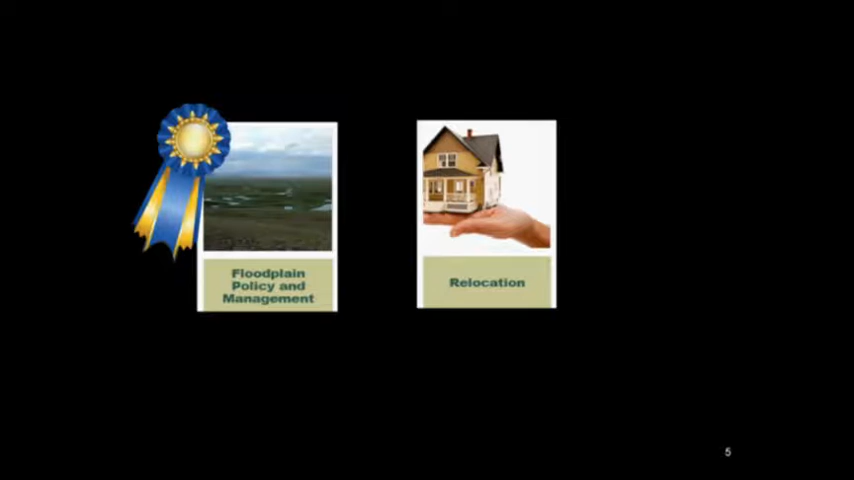 Floodplain
Policy and
Management
Relocation
5